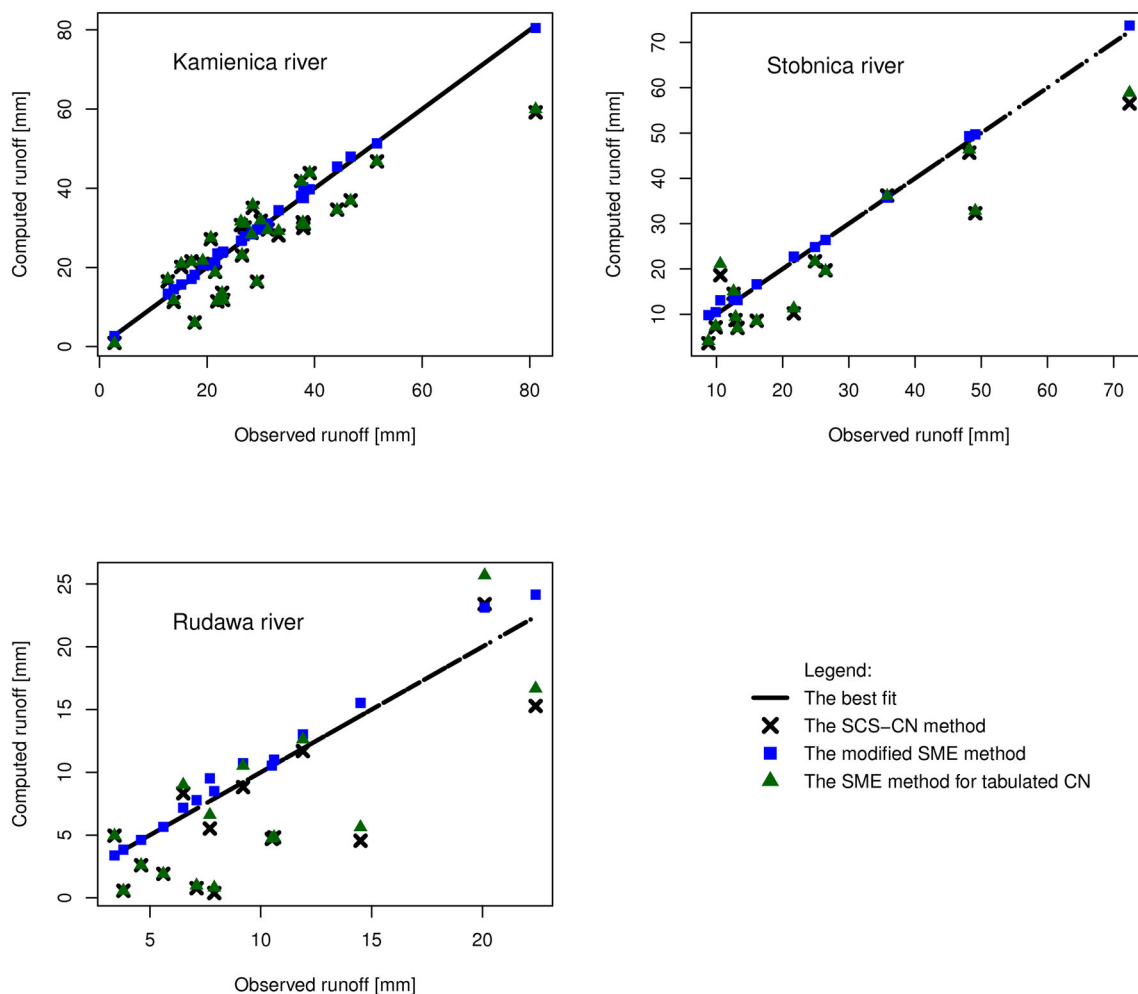 Kamienica river
Computed runoff [mm]
0
20
40
60
80
0 20 40 60 80
Observed runoff [mm]
Stobnica river
Computed runoff [mm]
10
20
30
40
50
60
70
10 20 30 40 50 60 70
Observed runoff [mm]
Rudawa river
Computed runoff [mm]
0
5
10
15
20
25
5 10 15 20
Observed runoff [mm]
Legend:
The best fit
The SCS−CN method
The modified SME method
The SME method for tabulated CN